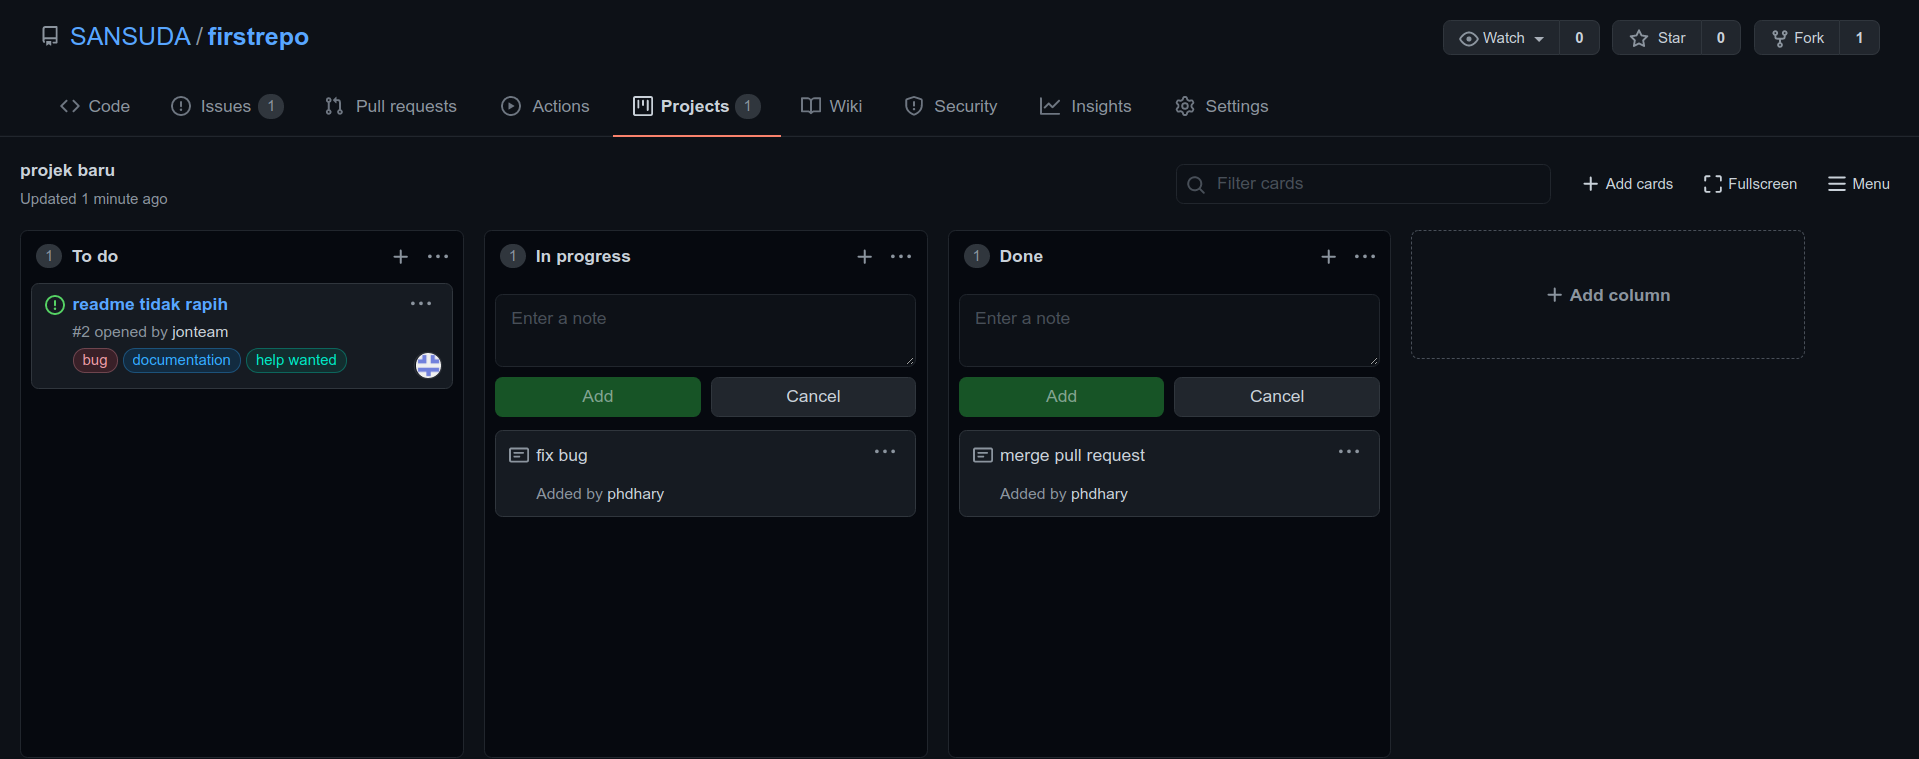 SANSUDA / firstrepo
Watch 0 Star 0 Fork 1
Code Issues 1 Pull requests Actions Projects 1 Wiki Security Insights Settings
projek baru
Updated 1 minute ago
Filter cards Add cards Fullscreen Menu
1 To do
readme tidak rapih
#2 opened by jonteam
bug documentation help wanted
1 In progress
Enter a note
Add Cancel
fix bug
Added by phdhary
1 Done
Enter a note
Add Cancel
merge pull request
Added by phdhary
Add column